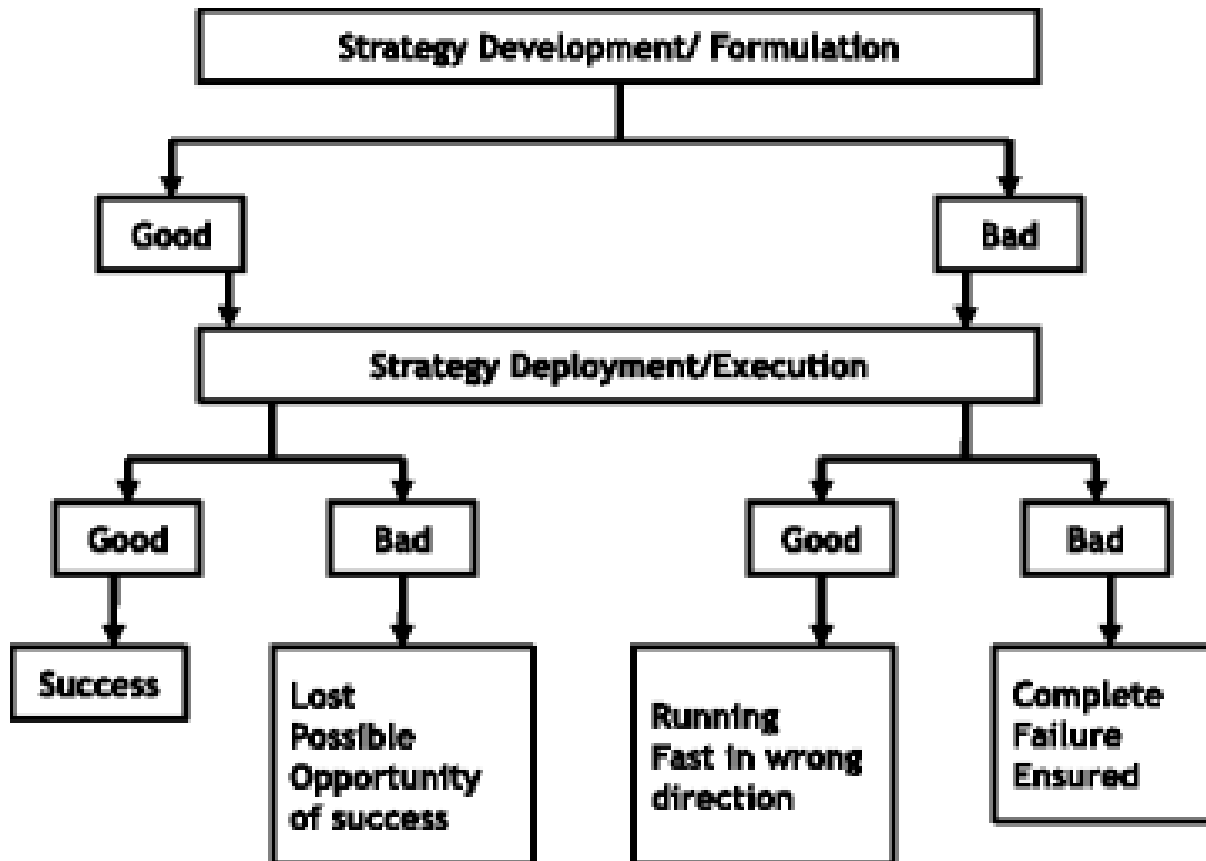 Strategy Development/ Formulation
Good
Bad
Strategy Deployment/Execution
Good
Bad
Good
Bad
Success
Lost
Possible
Opportunity
of success
Running
Fast in wrong
direction
Complete
Failure
Ensured